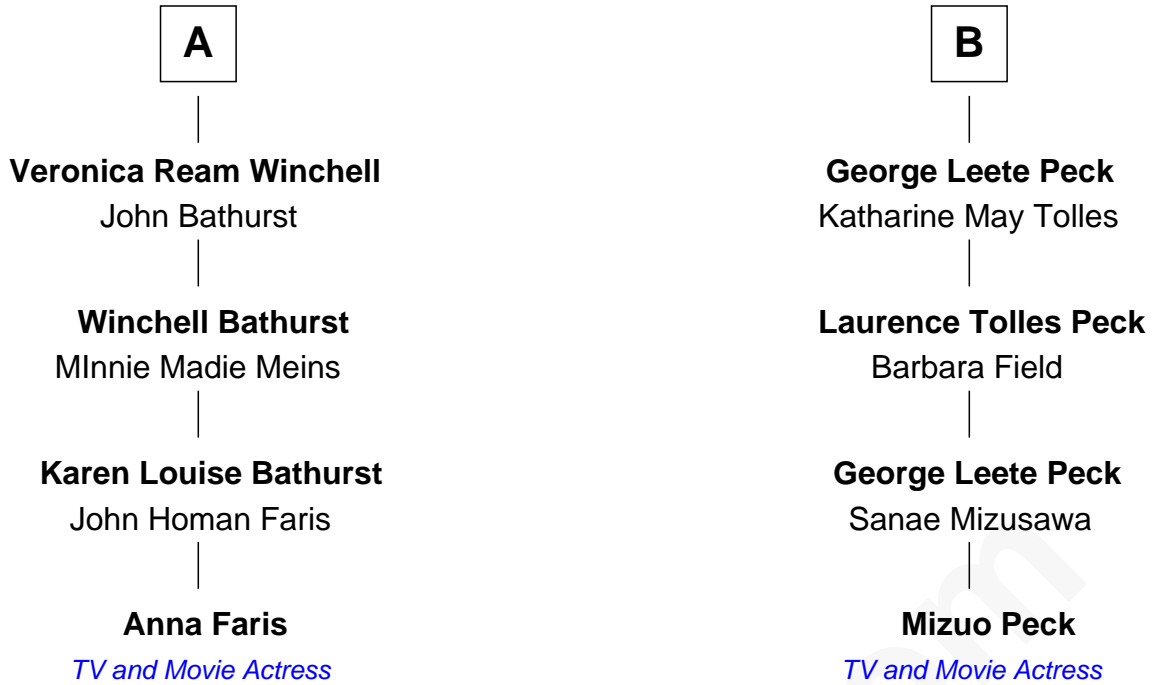 A
Veronica Ream Winchell
John Bathurst
Winchell Bathurst
MInnie Madie Meins
Karen Louise Bathurst
John Homan Faris
Anna Faris
TV and Movie Actress
B
George Leete Peck
Katharine May Tolles
Laurence Tolles Peck
Barbara Field
George Leete Peck
Sanae Mizusawa
Mizuo Peck
TV and Movie Actress